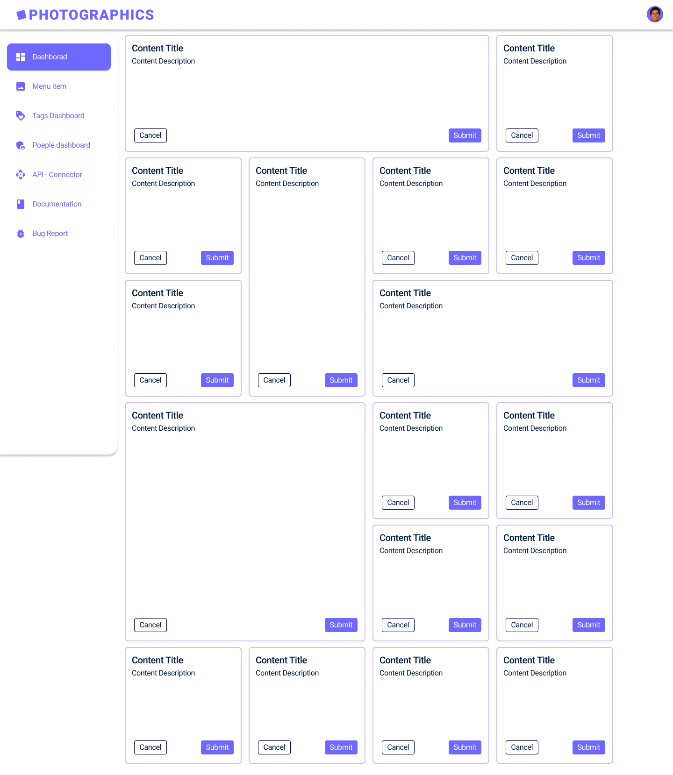 PHOTOGRAPHICS
Dashborad
Menu item
Tags Dashboard
Poeple dashboard
API - Connector
Documentation
Bug Report
Content Title
Content Description
Cancel Submit
Content Title
Content Description
Cancel Submit
Content Title
Content Description
Cancel Submit
Content Title
Content Description
Cancel Submit
Content Title
Content Description
Cancel Submit
Content Title
Content Description
Cancel Submit
Content Title
Content Description
Cancel Submit
Content Title
Content Description
Cancel Submit
Content Title
Content Description
Cancel Submit
Content Title
Content Description
Cancel Submit
Content Title
Content Description
Cancel Submit
Content Title
Content Description
Cancel Submit
Content Title
Content Description
Cancel Submit
Content Title
Content Description
Cancel Submit
Content Title
Content Description
Cancel Submit
Content Title
Content Description
Cancel Submit
Content Title
Content Description
Cancel Submit